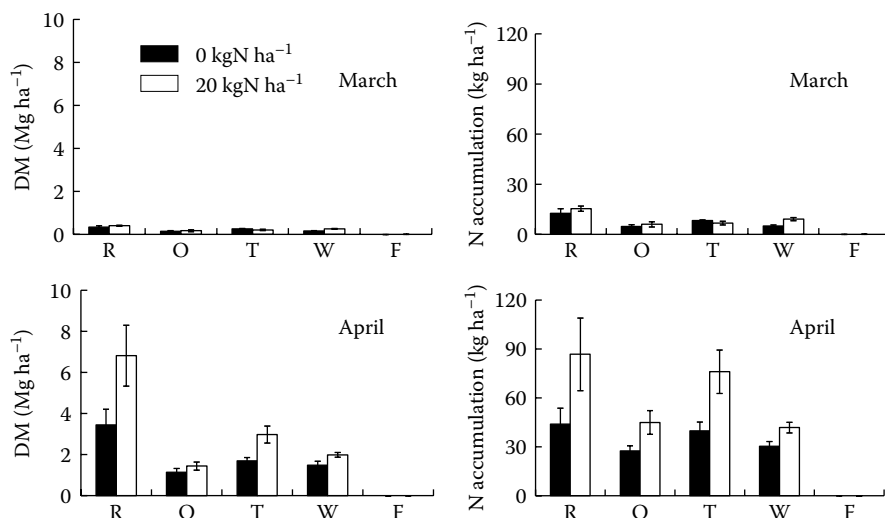 10
8
6
4
2
0
DM (Mg ha⁻¹)
0 kgN ha⁻¹
20 kgN ha⁻¹
March
R O T W F
120
90
60
30
0
N accumulation (kg ha⁻¹)
March
R O T W F
10
8
6
4
2
0
DM (Mg ha⁻¹)
April
R O T W F
120
90
60
30
0
N accumulation (kg ha⁻¹)
April
R O T W F